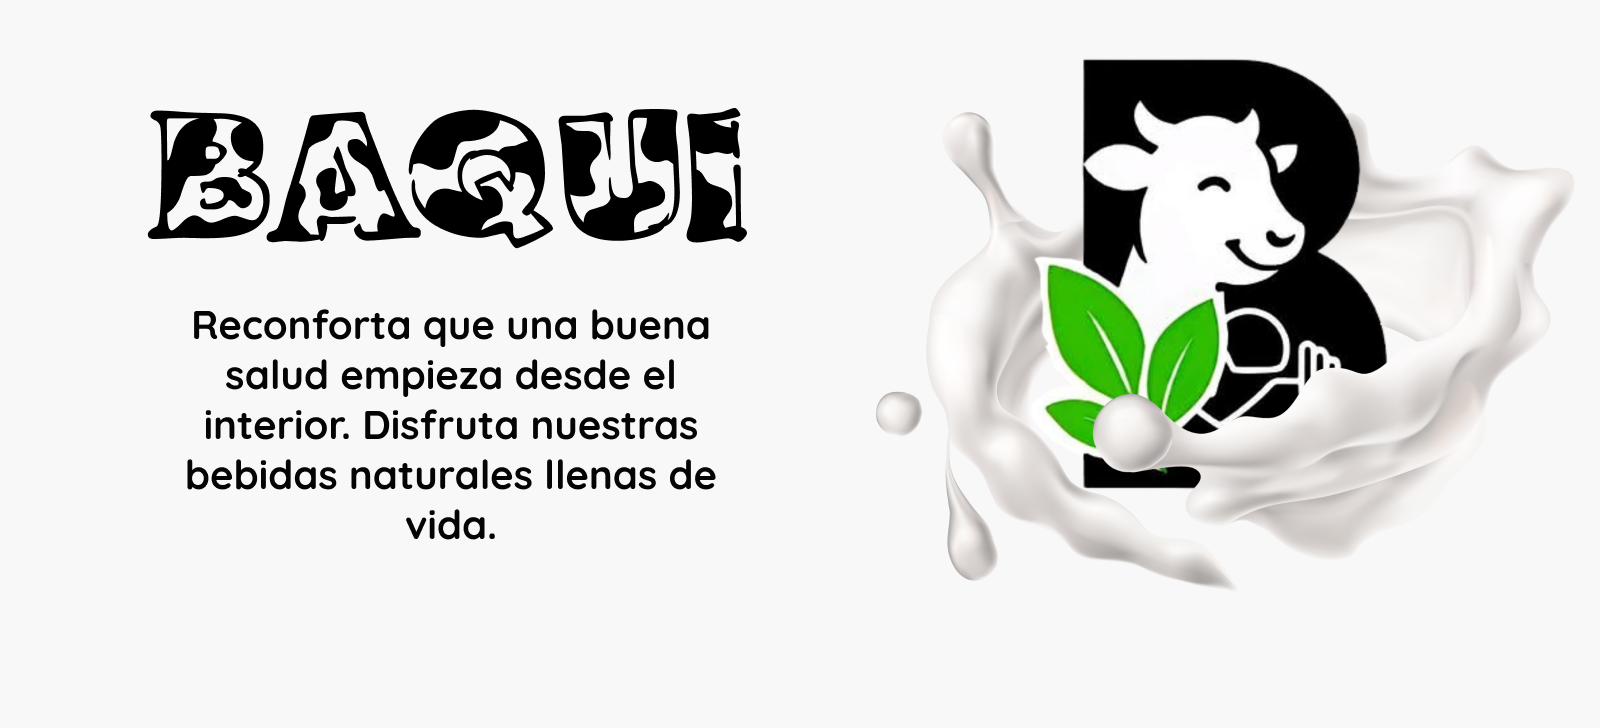 BAQUI
Reconforta que una buena
salud empieza desde el
interior. Disfruta nuestras
bebidas naturales llenas de
vida.
B